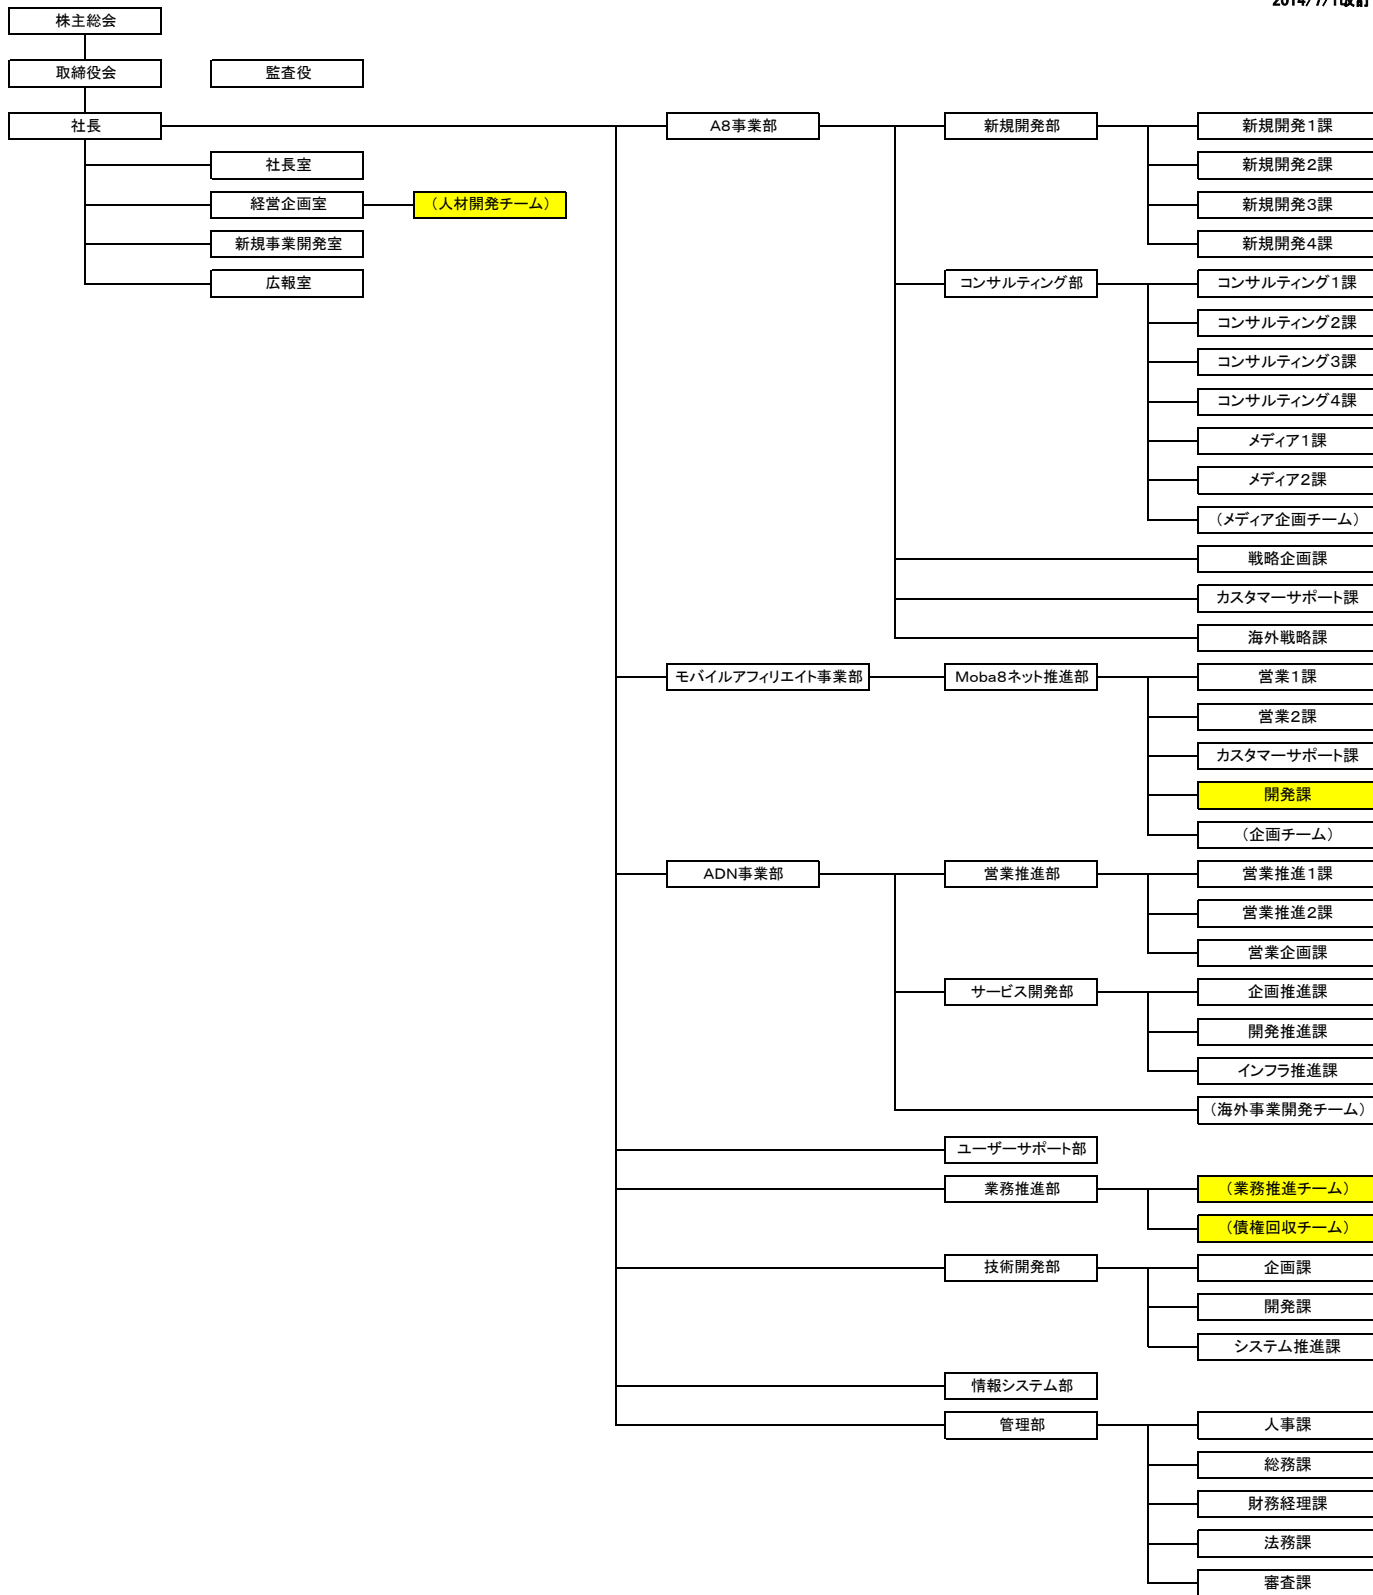 2014/7/1改訂
株主総会
取締役会
監査役
社長
A8事業部
新規開発部
新規開発1課
社長室
新規開発2課
経営企画室
（人材開発チーム）
新規開発3課
新規事業開発室
新規開発4課
広報室
コンサルティング部
コンサルティング1課
コンサルティング2課
コンサルティング3課
コンサルティング4課
メディア1課
メディア2課
（メディア企画チーム）
戦略企画課
カスタマーサポート課
海外戦略課
モバイルアフィリエイト事業部
Moba8ネット推進部
営業1課
営業2課
カスタマーサポート課
開発課
（企画チーム）
ADN事業部
営業推進部
営業推進1課
営業推進2課
営業企画課
サービス開発部
企画推進課
開発推進課
インフラ推進課
（海外事業開発チーム）
ユーザーサポート部
業務推進部
（業務推進チーム）
（債権回収チーム）
技術開発部
企画課
開発課
システム推進課
情報システム部
管理部
人事課
総務課
財務経理課
法務課
審査課